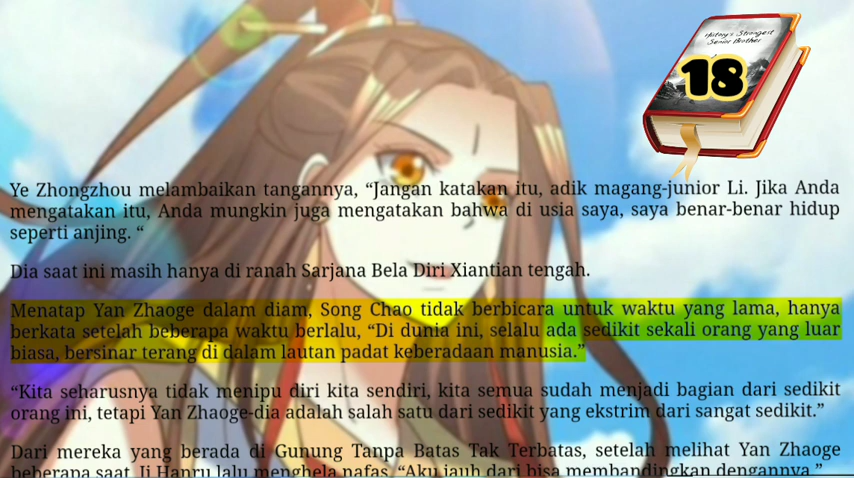 History's Strongest
Senior Brother
18
Ye Zhongzhou melambaikan tangannya, “Jangan katakan itu, adik magang-junior Li. Jika Anda
mengatakan itu, Anda mungkin juga mengatakan bahwa di usia saya, saya benar-benar hidup
seperti anjing. “
Dia saat ini masih hanya di ranah Sarjana Bela Diri Xiantian tengah.
Menatap Yan Zhaoge dalam diam, Song Chao tidak berbicara untuk waktu yang lama, hanya
berkata setelah beberapa waktu berlalu, “Di dunia ini, selalu ada sedikit sekali orang yang luar
biasa, bersinar terang di dalam lautan padat keberadaan manusia.”
“Kita seharusnya tidak menipu diri kita sendiri, kita semua sudah menjadi bagian dari sedikit
orang ini, tetapi Yan Zhaoge-dia adalah salah satu dari sedikit yang ekstrim dari sangat sedikit.”
Dari mereka yang berada di Gunung Tanpa Batas Tak Terbatas, setelah melihat Yan Zhaoge
beberapa saat, Ji Hanru lalu menghela nafas, “Aku jauh dari bisa membandingkan dengannya.”